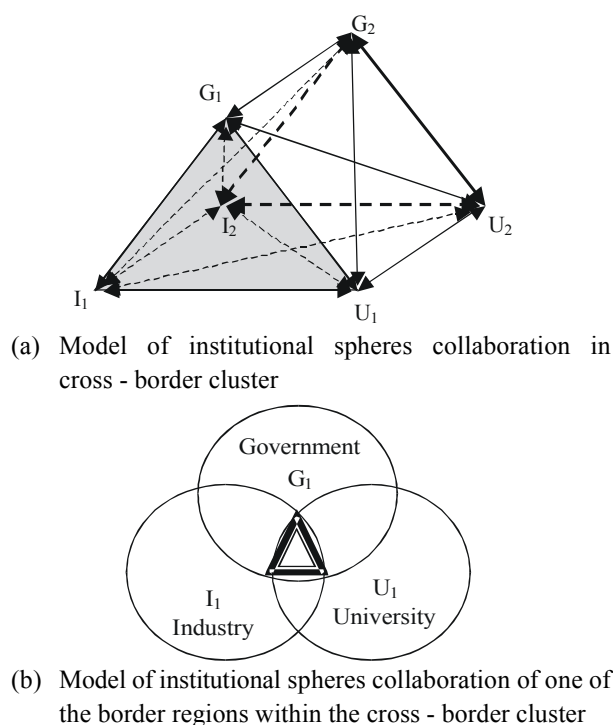 G₂
G₁
I₂
U₂
I₁
U₁
(a) Model of institutional spheres collaboration in
cross - border cluster
Government
G₁
I₁
Industry
U₁
University
(b) Model of institutional spheres collaboration of one of
the border regions within the cross - border cluster